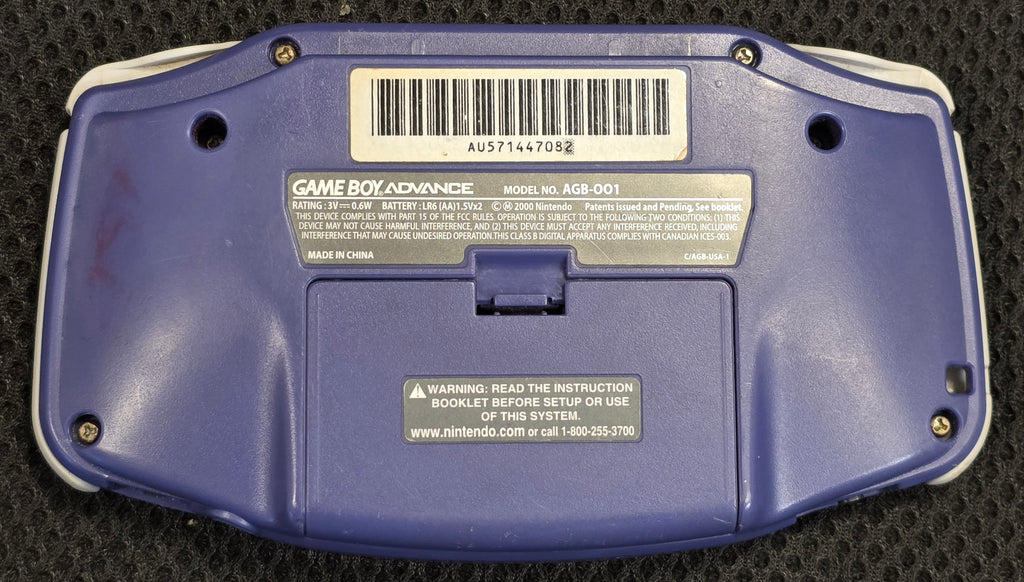 AU571447082
GAME BOY ADVANCE MODEL NO. AGB-001
RATING : 3V⎓ 0.6W BATTERY : LR6 (AA)1.5Vx2 Ⓒ Ⓜ 2000 Nintendo Patents issued and Pending, See booklet.
THIS DEVICE COMPLIES WITH PART 15 OF THE FCC RULES. OPERATION IS SUBJECT TO THE FOLLOWING TWO CONDITIONS: (1) THIS
DEVICE MAY NOT CAUSE HARMFUL INTERFERENCE, AND (2) THIS DEVICE MUST ACCEPT ANY INTERFERENCE RECEIVED, INCLUDING
INTERFERENCE THAT MAY CAUSE UNDESIRED OPERATION.THIS CLASS B DIGITAL APPARATUS COMPLIES WITH CANADIAN ICES-003.
MADE IN CHINA C/AGB-USA-1
WARNING: READ THE INSTRUCTION
BOOKLET BEFORE SETUP OR USE
OF THIS SYSTEM.
www.nintendo.com or call 1-800-255-3700